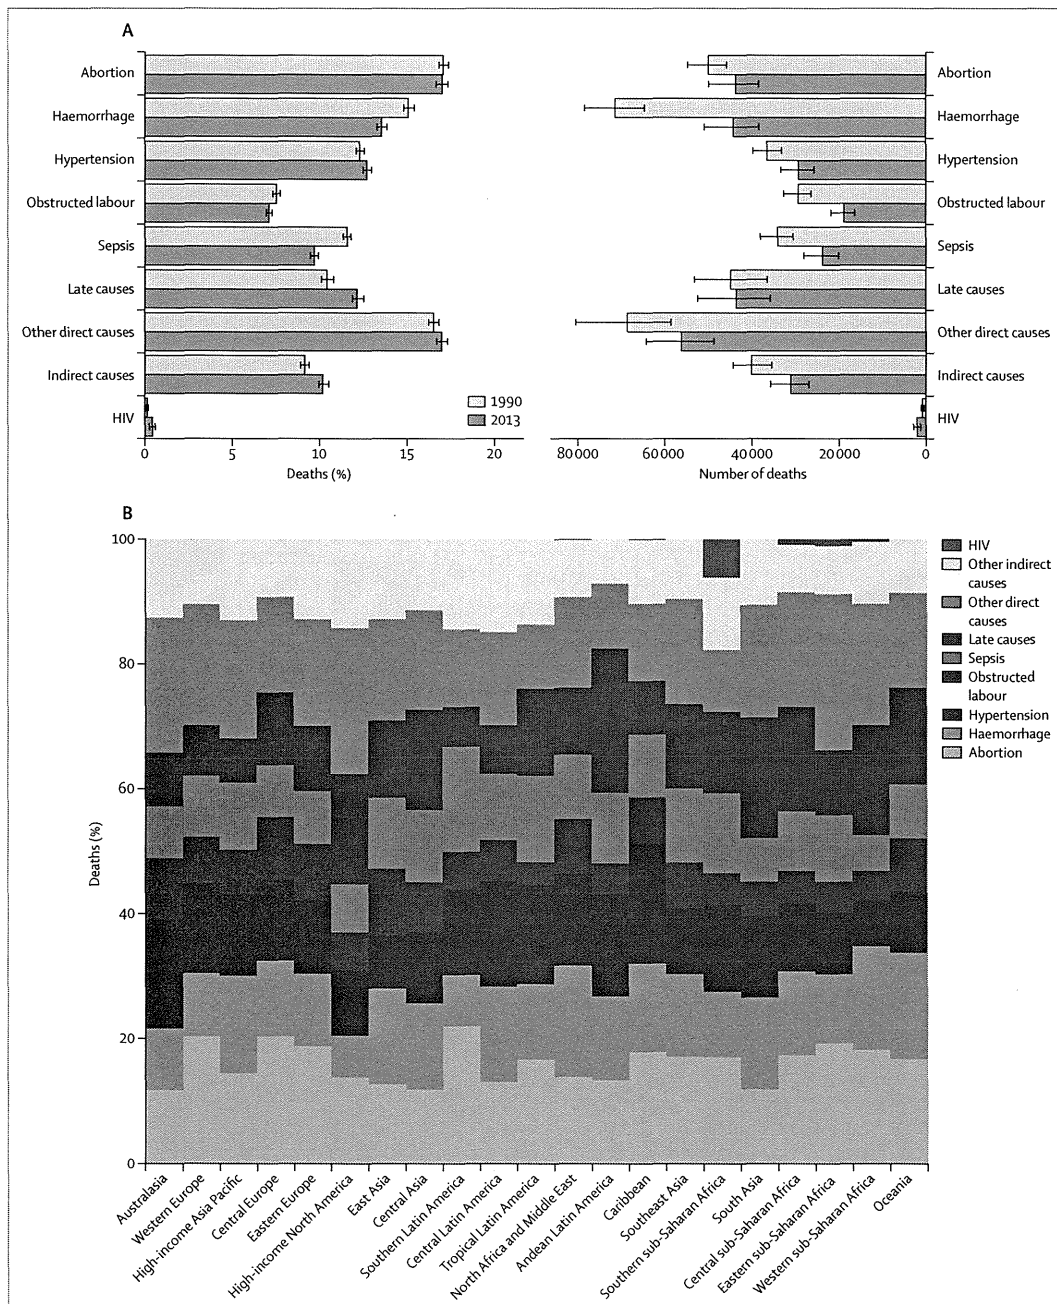 A
Abortion
Haemorrhage
Hypertension
Obstructed labour
Sepsis
Late causes
Other direct causes
Indirect causes
HIV
1990
2013
0 5 10 15 20
Deaths (%)
Abortion
Haemorrhage
Hypertension
Obstructed labour
Sepsis
Late causes
Other direct causes
Indirect causes
HIV
80000 60000 40000 20000 0
Number of deaths
B
100
80
60
40
20
0
Deaths (%)
HIV
Other indirect
causes
Other direct
causes
Late causes
Sepsis
Obstructed
labour
Hypertension
Haemorrhage
Abortion
Australasia
Western Europe
High-income Asia Pacific
Central Europe
Eastern Europe
High-income North America
East Asia
Central Asia
Southern Latin America
Central Latin America
Tropical Latin America
North Africa and Middle East
Andean Latin America
Caribbean
Southeast Asia
Southern sub-Saharan Africa
South Asia
Central sub-Saharan Africa
Eastern sub-Saharan Africa
Western sub-Saharan Africa
Oceania